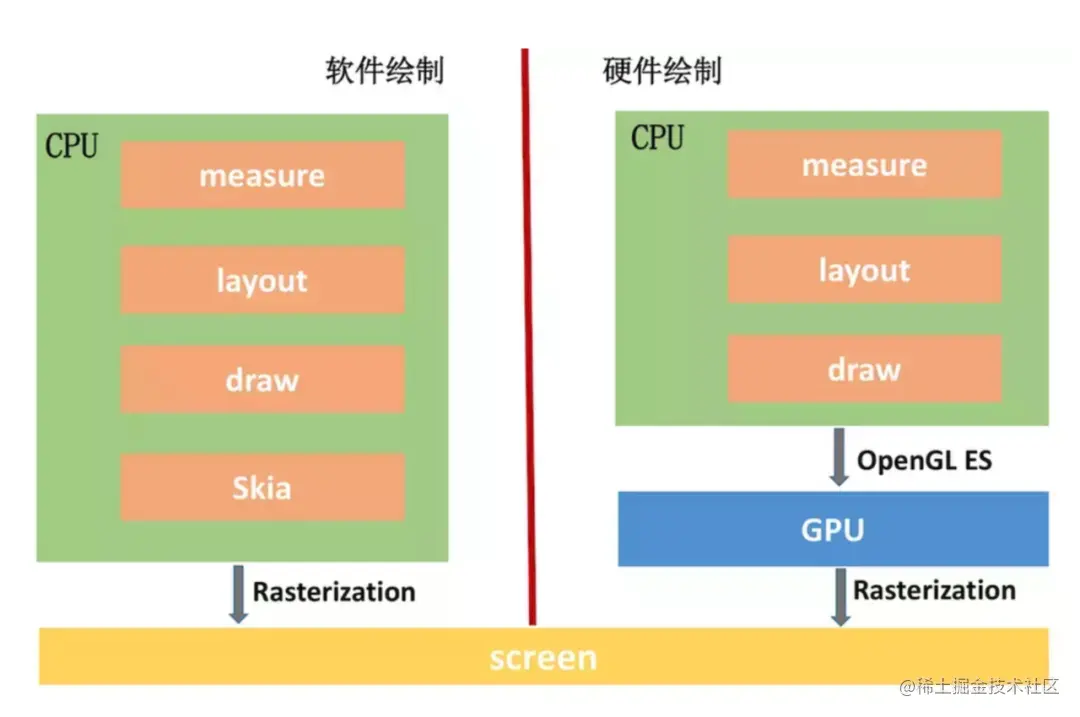 软件绘制
CPU
measure
layout
draw
Skia
Rasterization
硬件绘制
CPU
measure
layout
draw
OpenGL ES
GPU
Rasterization
screen
@稀土掘金技术社区